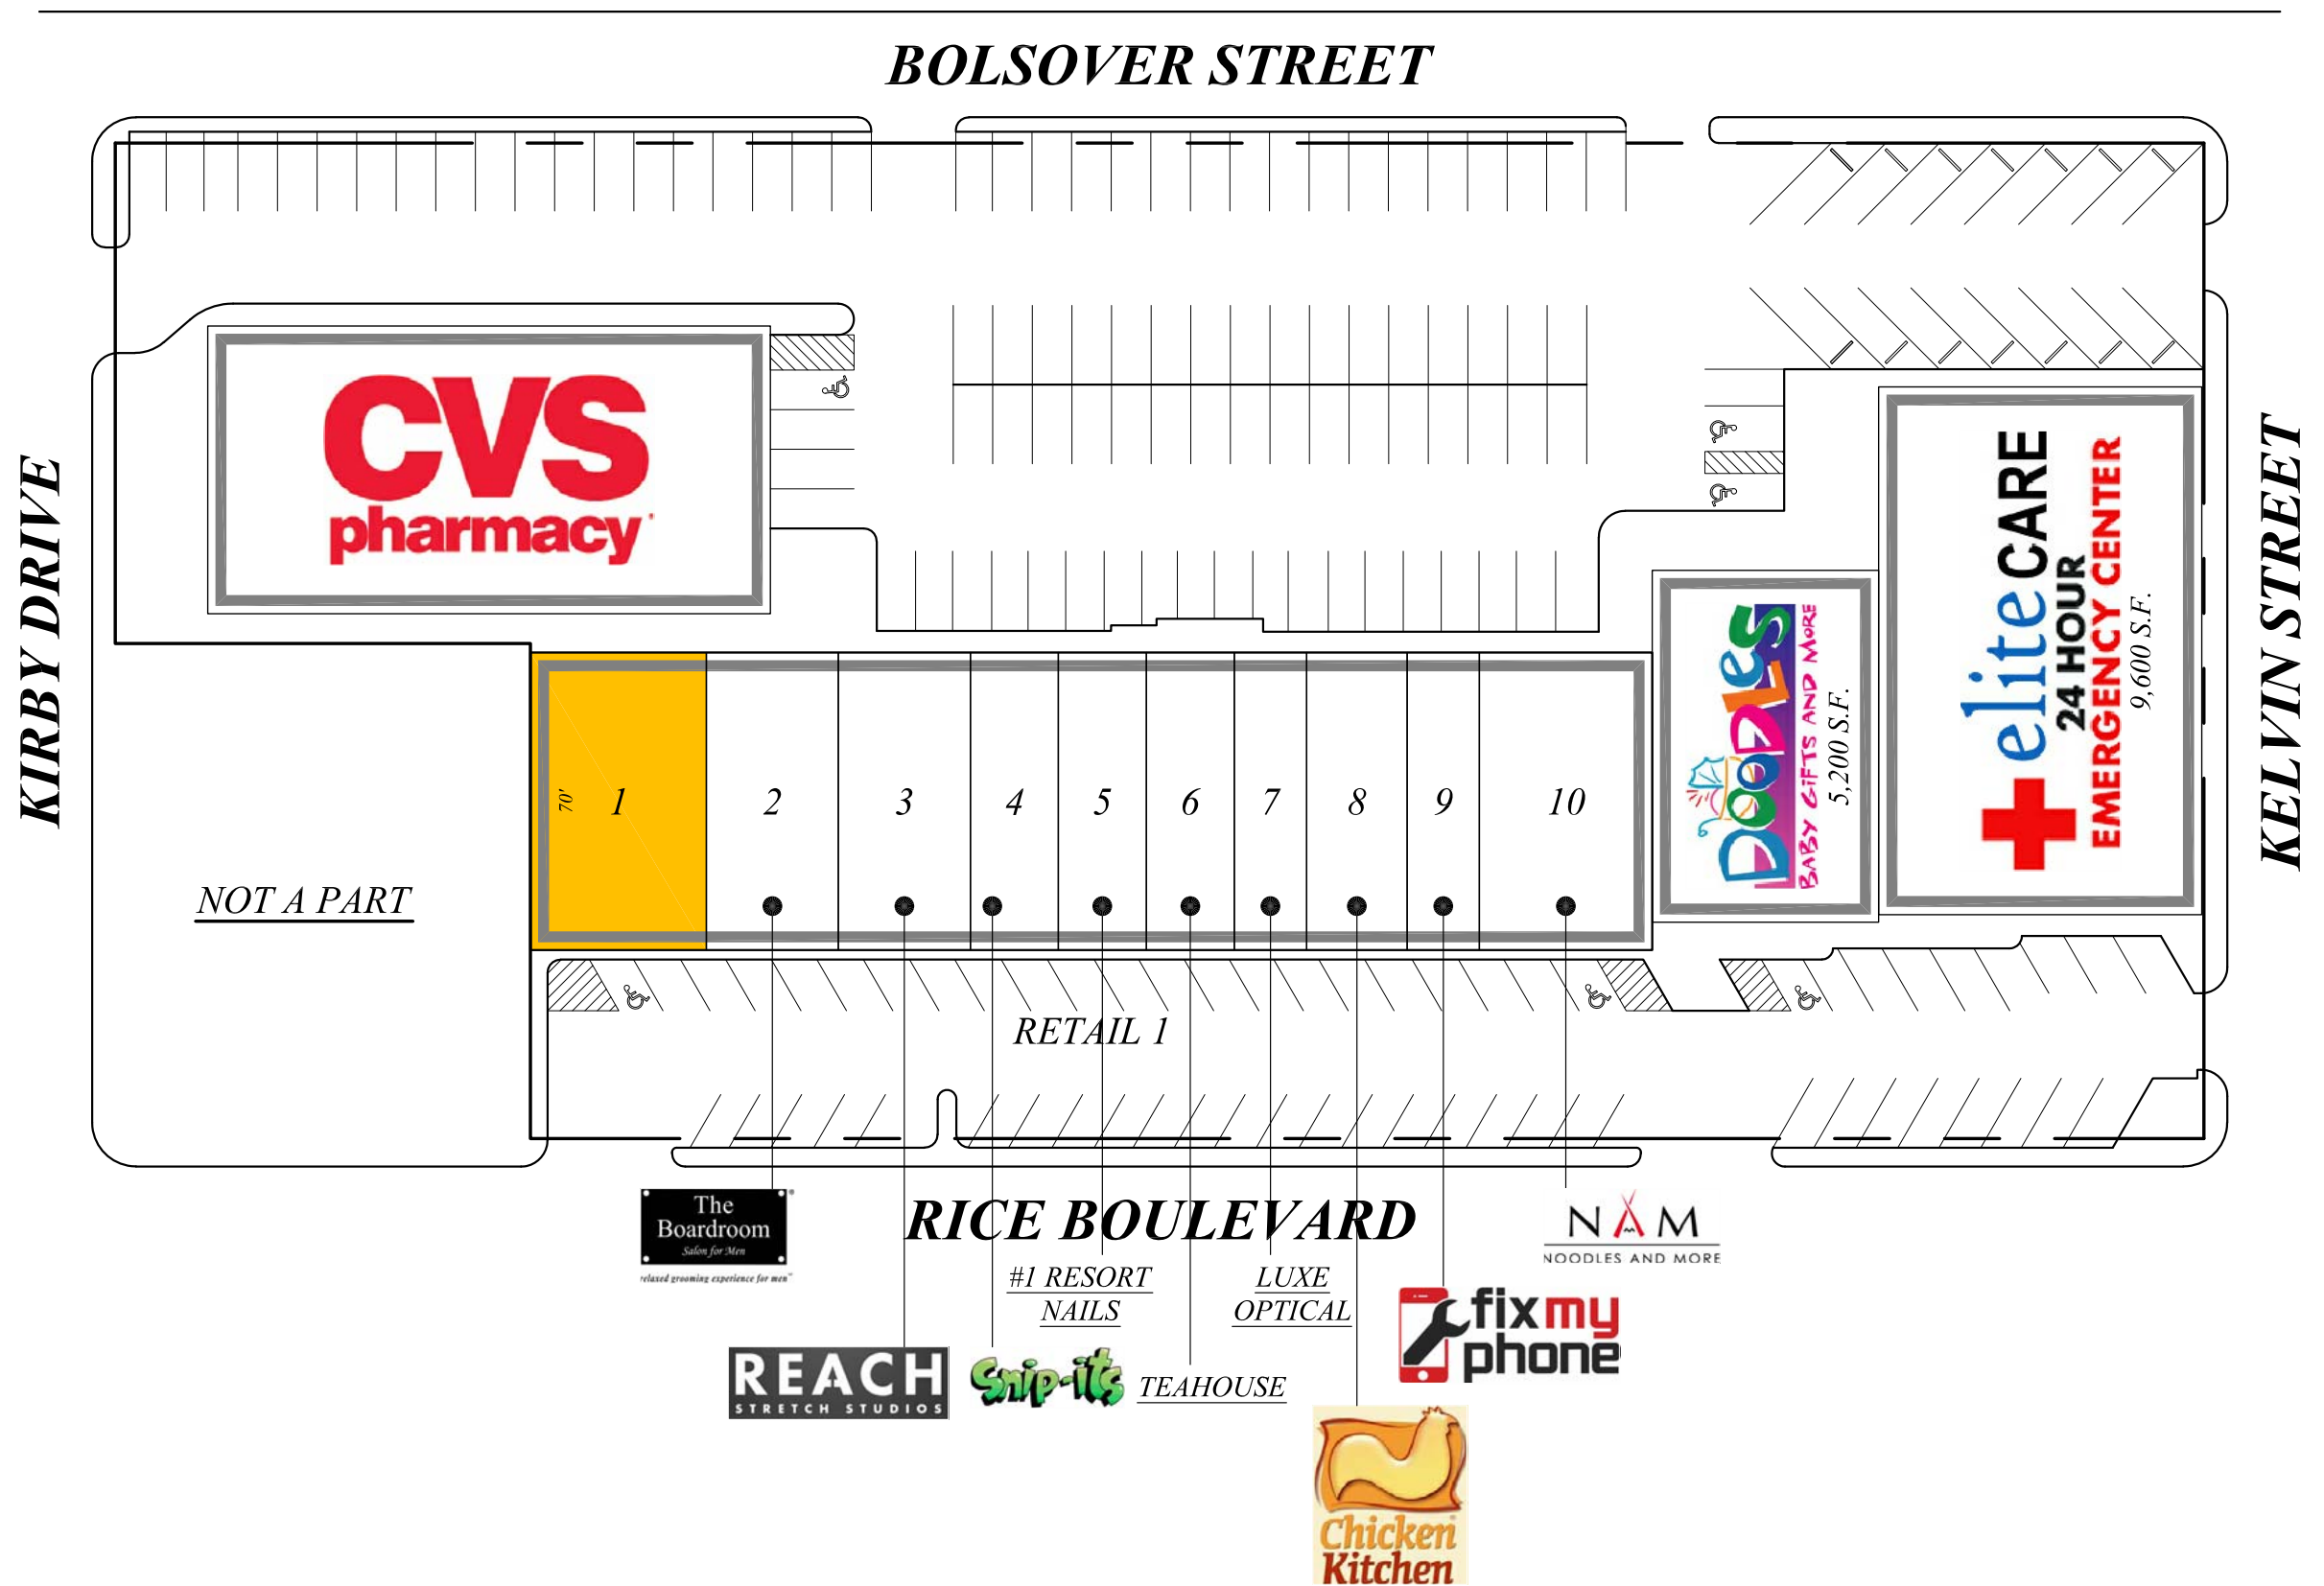 BOLSOVER STREET
KIRBY DRIVE
CVS
pharmacy
elite CARE
24 HOUR
EMERGENCY CENTER
9,600 S.F.
KELVIN STREET
DOODLES
BABY GIFTS AND MORE
5,200 S.F.
70'
1
2
3
4
5
6
7
8
9
10
NOT A PART
RETAIL 1
RICE BOULEVARD
The
Boardroom
Salon for Men
relaxed grooming experience for men
NAM
NOODLES AND MORE
#1 RESORT
NAILS
LUXE
OPTICAL
fixmy
phone
REACH
STRETCH STUDIOS
Snip-its
TEAHOUSE
Chicken
Kitchen